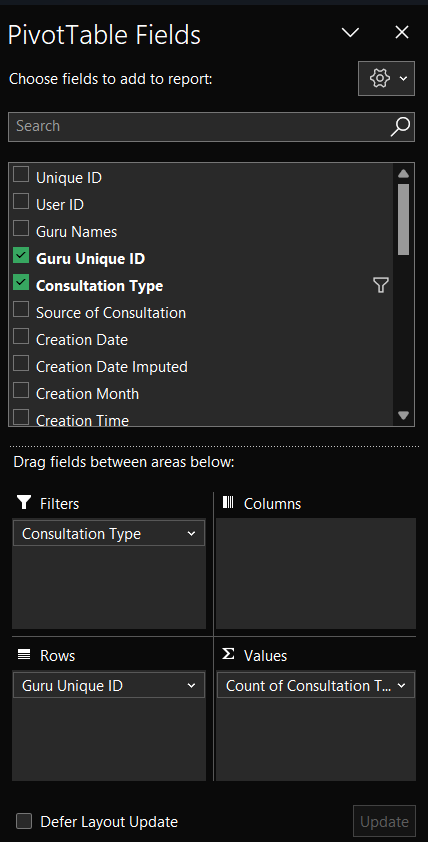 PivotTable Fields
Choose fields to add to report:
Search
Unique ID
User ID
Guru Names
Guru Unique ID
Consultation Type
Source of Consultation
Creation Date
Creation Date Imputed
Creation Month
Creation Time
Drag fields between areas below:
Filters
Columns
Consultation Type
Rows
Values
Guru Unique ID
Count of Consultation T...
Defer Layout Update
Update